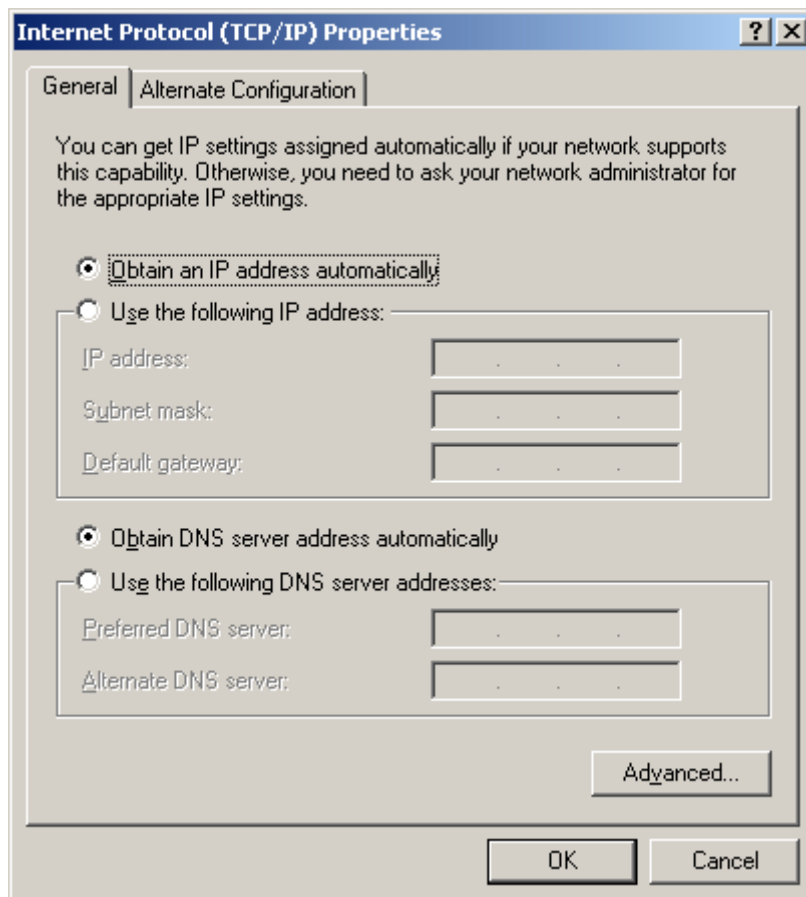 Internet Protocol (TCP/IP) Properties
General
Alternate Configuration
You can get IP settings assigned automatically if your network supports
this capability. Otherwise, you need to ask your network administrator for
the appropriate IP settings.
Obtain an IP address automatically
Use the following IP address:
IP address:
Subnet mask:
Default gateway:
Obtain DNS server address automatically
Use the following DNS server addresses:
Preferred DNS server:
Alternate DNS server:
Advanced...
OK
Cancel